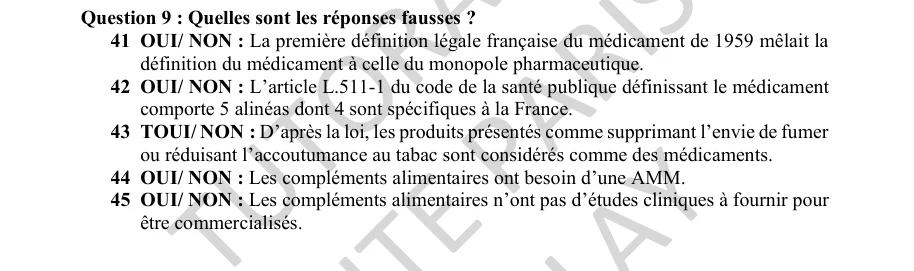 Question 9 : Quelles sont les réponses fausses ?
41 OUI/ NON : La première définition légale française du médicament de 1959 mêlait la
définition du médicament à celle du monopole pharmaceutique.
42 OUI/ NON : L’article L.511-1 du code de la santé publique définissant le médicament
comporte 5 alinéas dont 4 sont spécifiques à la France.
43 TOUI/ NON : D’après la loi, les produits présentés comme supprimant l’envie de fumer
ou réduisant l’accoutumance au tabac sont considérés comme des médicaments.
44 OUI/ NON : Les compléments alimentaires ont besoin d’une AMM.
45 OUI/ NON : Les compléments alimentaires n’ont pas d’études cliniques à fournir pour
être commercialisés.